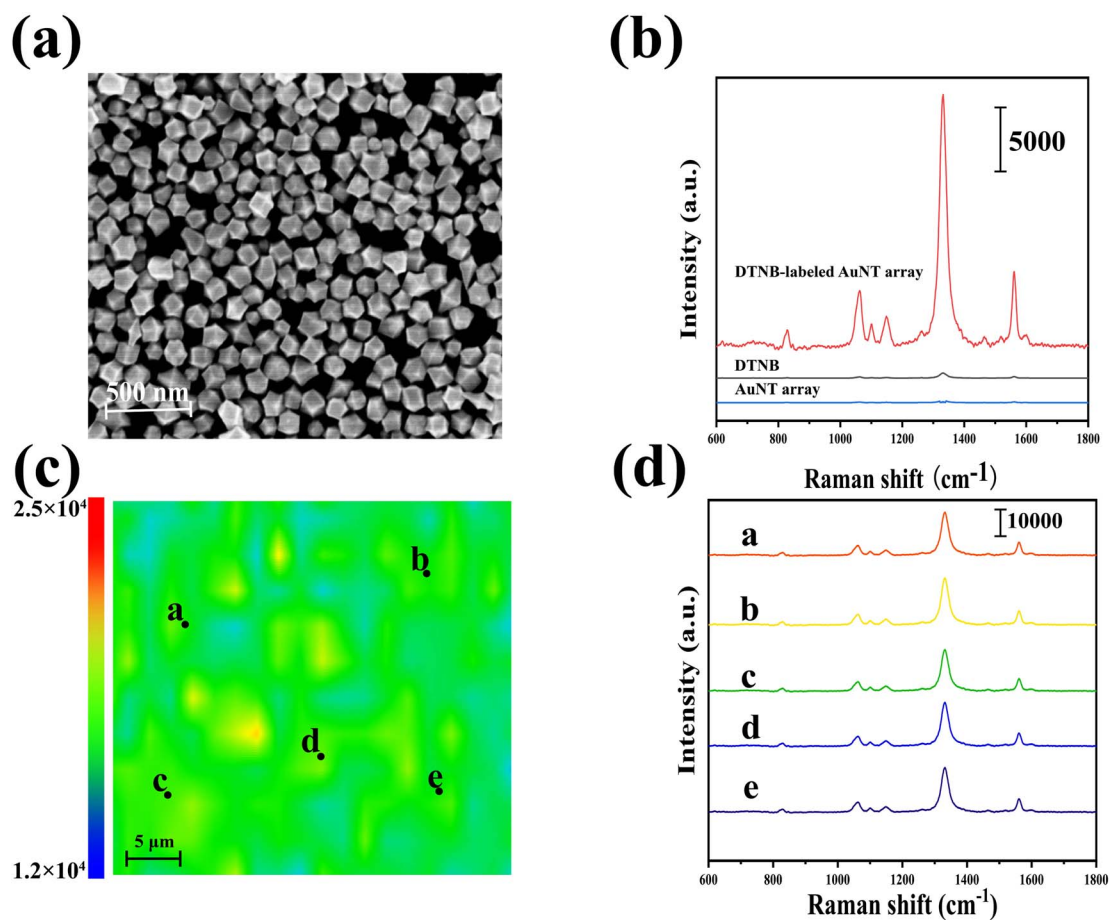 (a)
500 nm
(b)
Intensity (a.u.)
5000
DTNB-labeled AuNT array
DTNB
AuNT array
600 800 1000 1200 1400 1600 1800
Raman shift (cm⁻¹)
(c)
2.5×10⁴
1.2×10⁴
a
b
c
d
e
5 μm
(d)
Intensity (a.u.)
10000
a
b
c
d
e
600 800 1000 1200 1400 1600 1800
Raman shift (cm⁻¹)